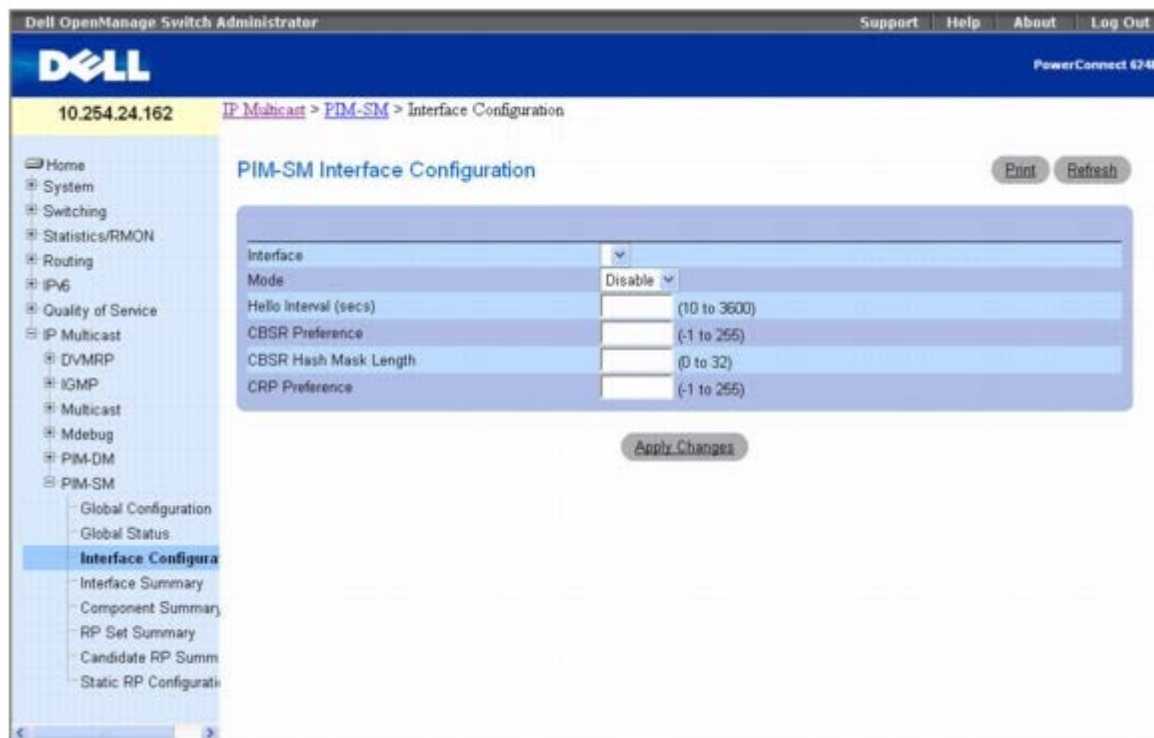 Dell OpenManage Switch Administrator
Support Help About Log Out
DELL
PowerConnect 6248
10.254.24.162
IP Multicast > PIM-SM > Interface Configuration
Home
System
Switching
Statistics/RMON
Routing
IPv6
Quality of Service
IP Multicast
DVMRP
IGMP
Multicast
Mdebug
PIM-DM
PIM-SM
Global Configuration
Global Status
Interface Configura
Interface Summary
Component Summary
RP Set Summary
Candidate RP Summ
Static RP Configurati
PIM-SM Interface Configuration
Print Refresh
Interface
Mode Disable
Hello Interval (secs) (10 to 3600)
CBSR Preference (-1 to 255)
CBSR Hash Mask Length (0 to 32)
CRP Preference (-1 to 255)
Apply Changes